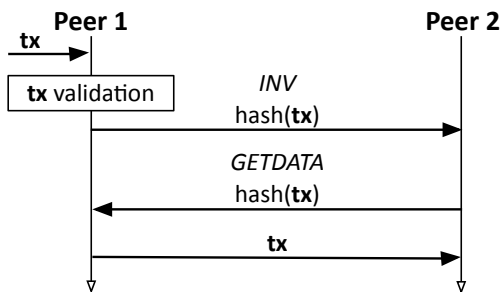 Peer 1
Peer 2
tx
tx validation
INV
hash(tx)
GETDATA
hash(tx)
tx